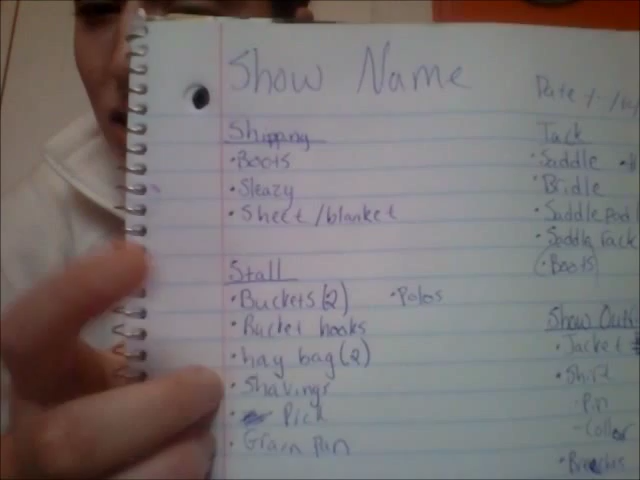 Show Name
Date
Shipping
• Boots
• Sleazy
• Sheet/blanket
Stall
• Buckets (2) • Polos
• Bucket hooks
• hay bag (2)
• Shavings
• Pick
• Grain Pan
Tack
• Saddle
• Bridle
• Saddle pad
• Saddle rack
• Boots
Show Outf
• Jacket
• Shirt
- Pin
- Collar
• Breeches